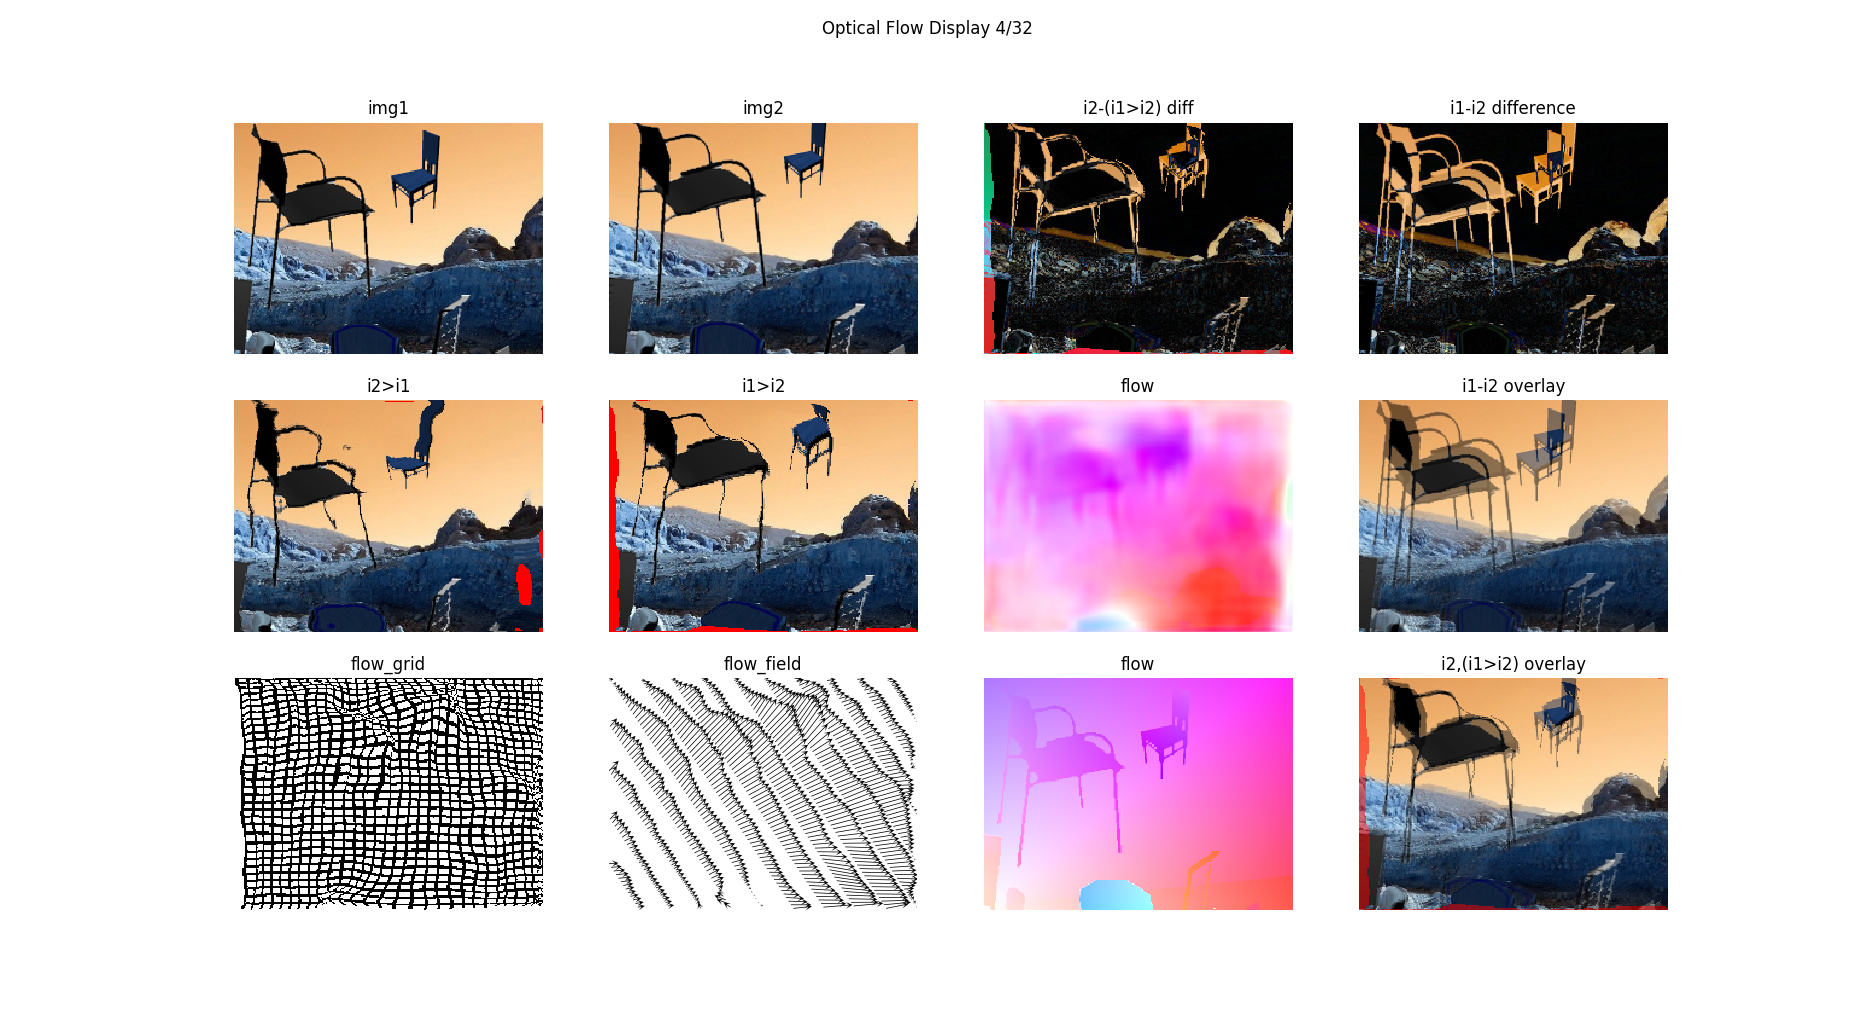 Optical Flow Display 4/32
img1
img2
i2-(i1>i2) diff
i1-i2 difference
i2>i1
i1>i2
flow
i1-i2 overlay
flow_grid
flow_field
flow
i2,(i1>i2) overlay